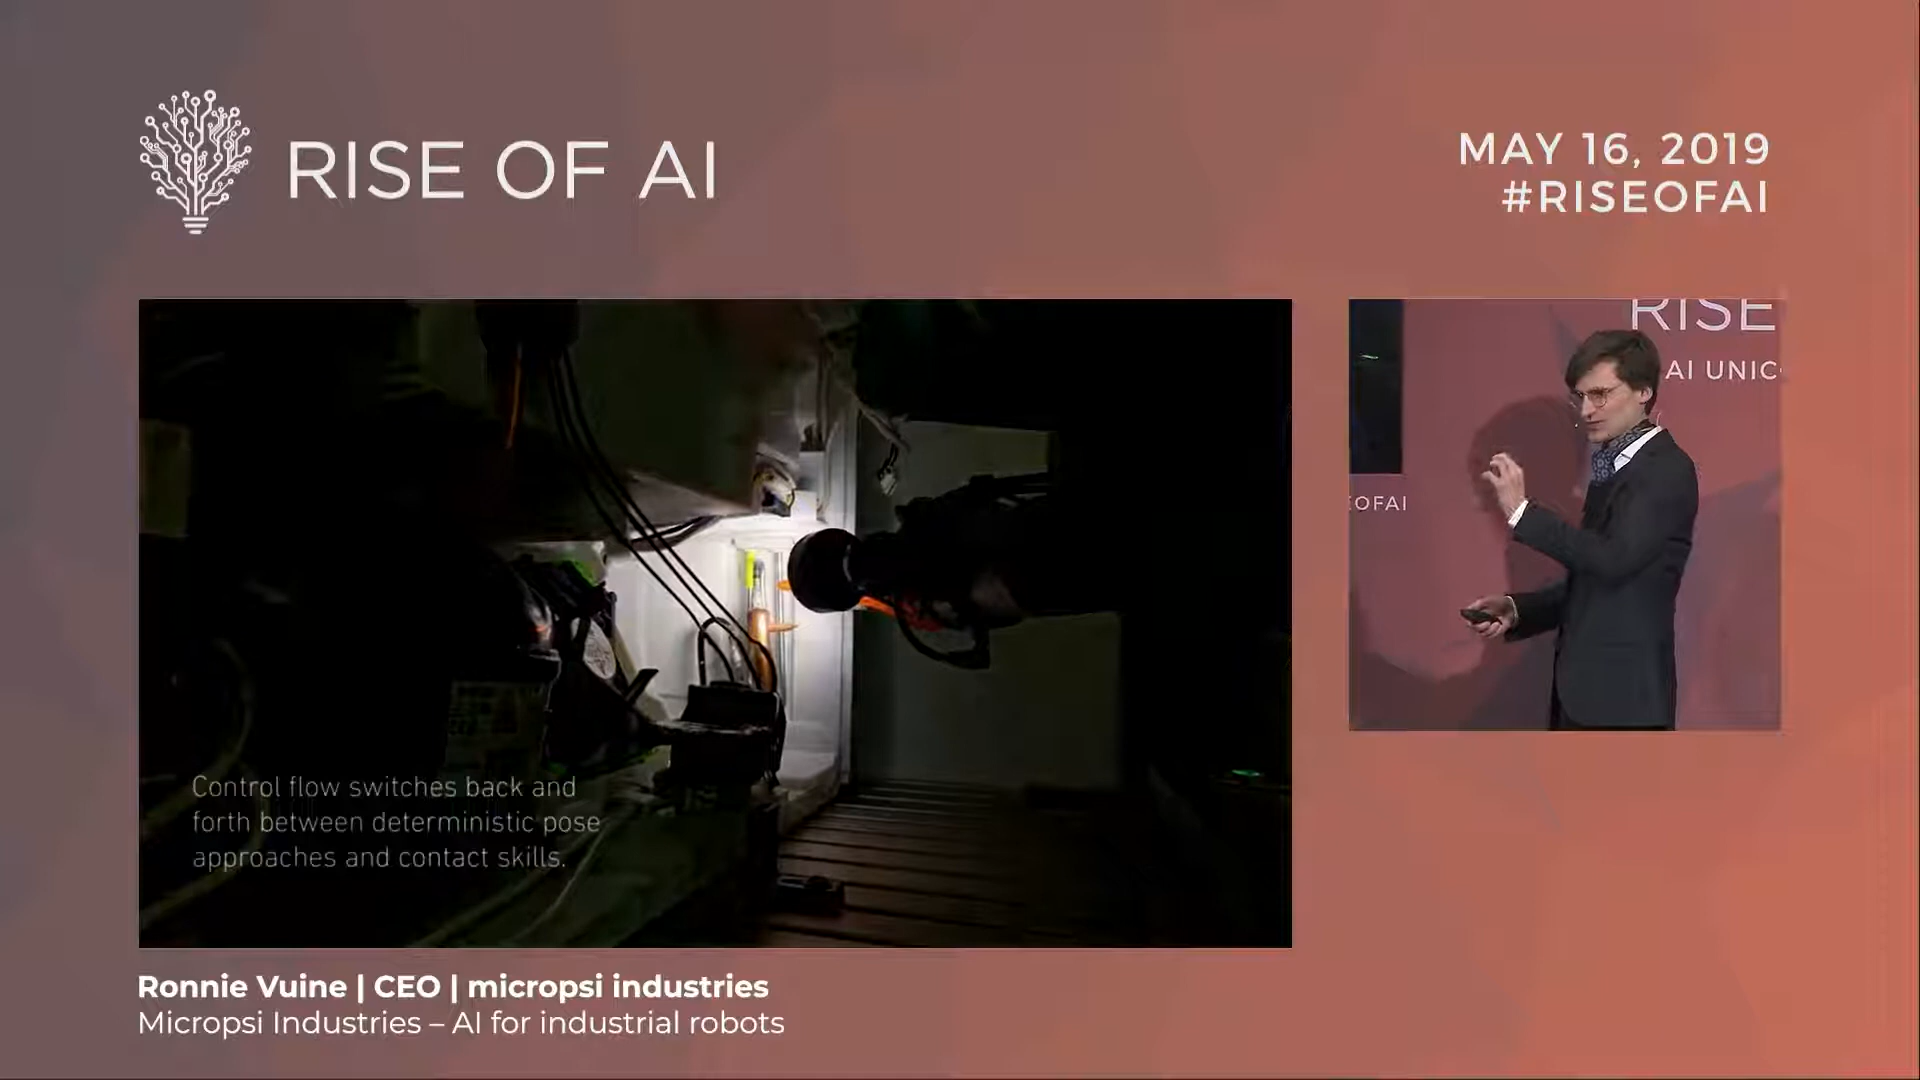 RISE OF AI
MAY 16, 2019
#RISEOFAI
Control flow switches back and
forth between deterministic pose
approaches and contact skills.
RISE
AI UNIC
EOFAI
Ronnie Vuine | CEO | micropsi industries
Micropsi Industries – AI for industrial robots